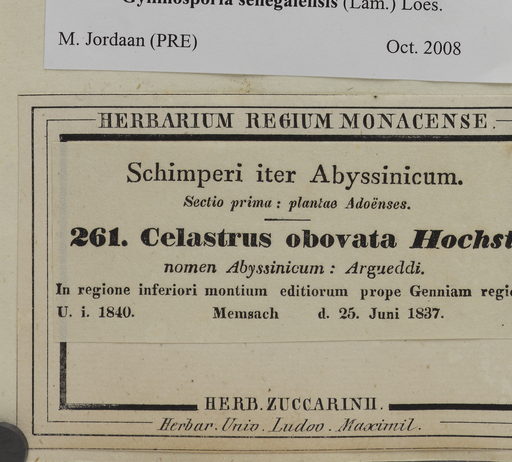 Gymnosporia senegalensis (Lam.) Loes.
M. Jordaan (PRE) Oct. 2008
HERBARIUM REGIUM MONACENSE.
Schimperi iter Abyssinicum.
Sectio prima: plantae Adoënses.
261. Celastrus obovata Hochst
nomen Abyssinicum: Argueddi.
In regione inferiori montium editiorum prope Genniam regio
U. i. 1840. Memsach d. 25. Juni 1837.
HERB. ZUCCARINII.
Herbar. Univ. Ludov. Maximil.